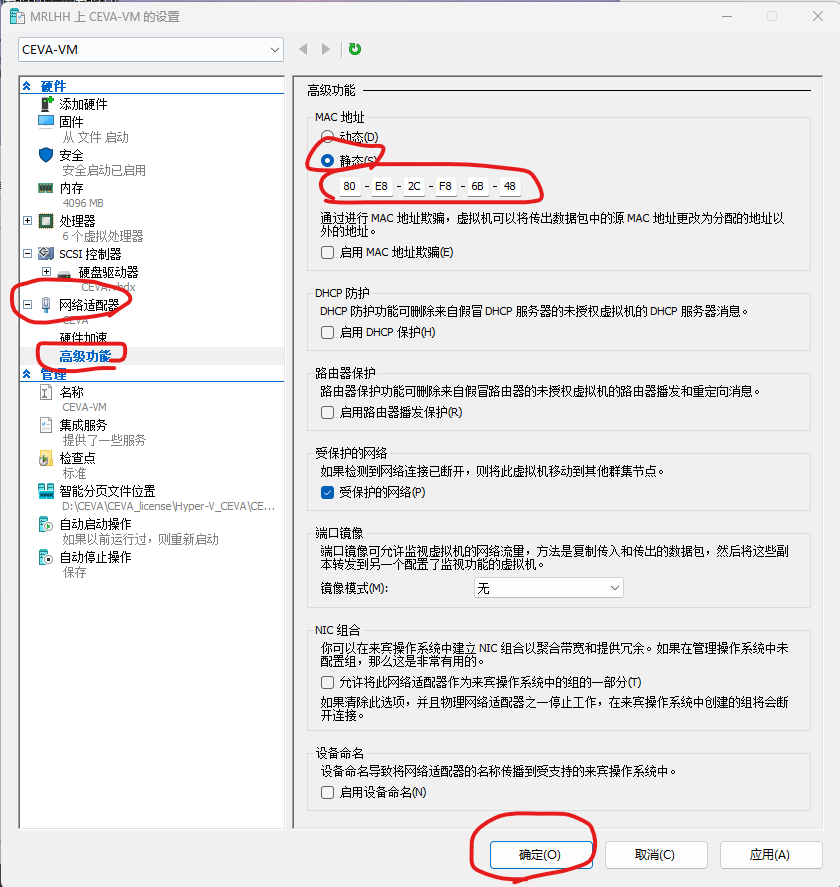 MRLHH 上 CEVA-VM 的设置
CEVA-VM
硬件
添加硬件
固件
从 文件 启动
安全
安全启动已启用
内存
4096 MB
处理器
6 个虚拟处理器
SCSI 控制器
硬盘驱动器
CEVA.vhdx
网络适配器
CEVA
硬件加速
高级功能
管理
名称
CEVA-VM
集成服务
提供了一些服务
检查点
标准
智能分页文件位置
D:\CEVA\CEVA_license\Hyper-V_CEVA\CE...
自动启动操作
如果以前运行过，则重新启动
自动停止操作
保存
高级功能
MAC 地址
动态(D)
静态(S)
80 - E8 - 2C - F8 - 6B - 48
通过进行 MAC 地址欺骗，虚拟机可以将传出数据包中的源 MAC 地址更改为分配的地址以
外的地址。
启用 MAC 地址欺骗(E)
DHCP 防护
DHCP 防护功能可删除来自假冒 DHCP 服务器的未授权虚拟机的 DHCP 服务器消息。
启用 DHCP 保护(H)
路由器保护
路由器保护功能可删除来自假冒路由器的未授权虚拟机的路由器播发和重定向消息。
启用路由器播发保护(R)
受保护的网络
如果检测到网络连接已断开，则将此虚拟机移动到其他群集节点。
受保护的网络(P)
端口镜像
端口镜像可允许监视虚拟机的网络流量，方法是复制传入和传出的数据包，然后将这些副
本转发到另一个配置了监视功能的虚拟机。
镜像模式(M):
无
NIC 组合
你可以在来宾操作系统中建立 NIC 组合以聚合带宽和提供冗余。如果在管理操作系统中未
配置组，那么这是非常有用的。
允许将此网络适配器作为来宾操作系统中的组的一部分(T)
如果清除此选项，并且物理网络适配器之一停止工作，在来宾操作系统中创建的组将会断
开连接。
设备命名
设备命名导致将网络适配器的名称传播到受支持的来宾操作系统中。
启用设备命名(N)
确定(O)
取消(C)
应用(A)